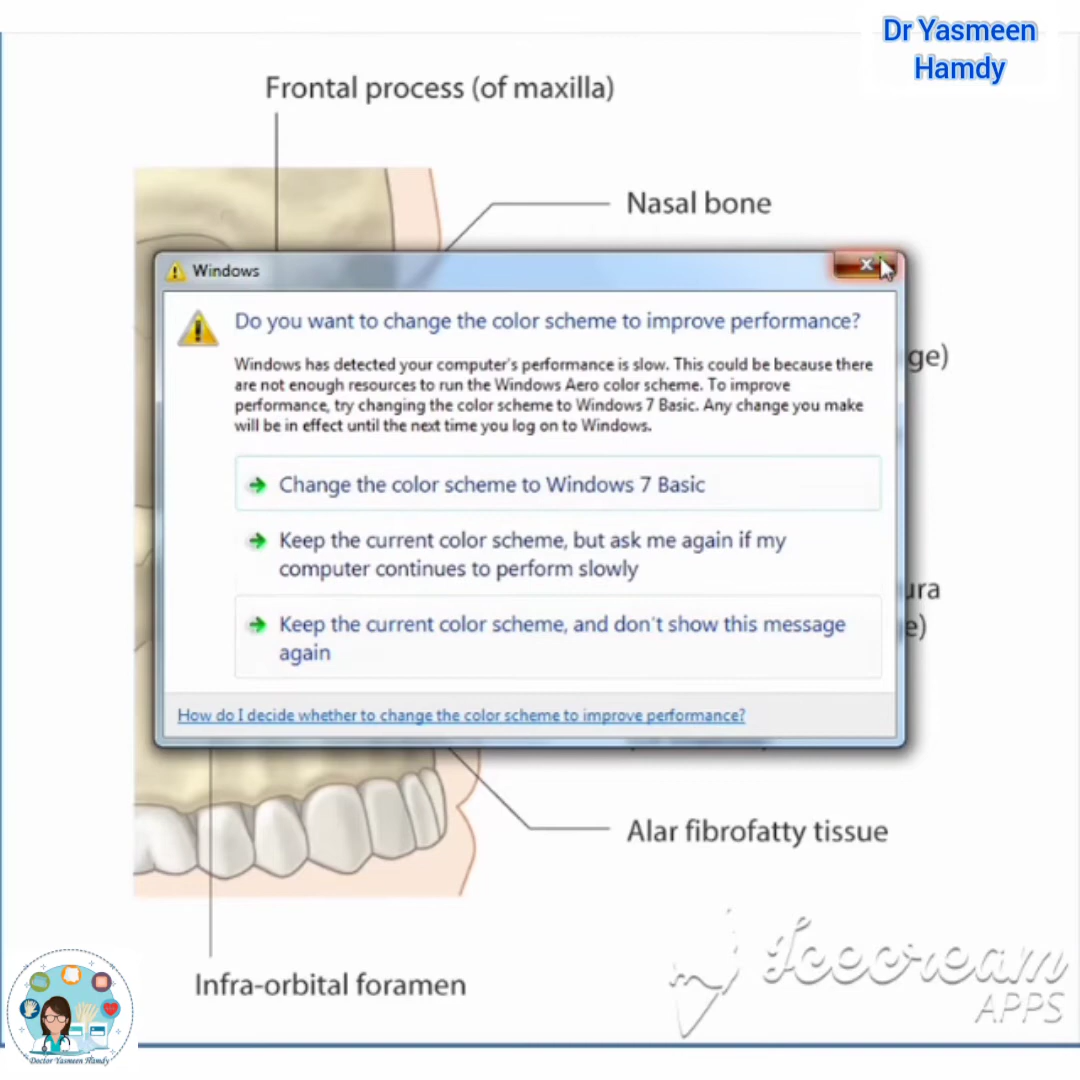 Dr Yasmeen
Hamdy
Frontal process (of maxilla)
Nasal bone
Windows
Do you want to change the color scheme to improve performance?
ge)
Windows has detected your computer's performance is slow. This could be because there
are not enough resources to run the Windows Aero color scheme. To improve
performance, try changing the color scheme to Windows 7 Basic. Any change you make
will be in effect until the next time you log on to Windows.
Change the color scheme to Windows 7 Basic
Keep the current color scheme, but ask me again if my
computer continues to perform slowly
ura
Keep the current color scheme, and don't show this message
e)
again
How do I decide whether to change the color scheme to improve performance?
Alar fibrofatty tissue
Infra-orbital foramen
Icecream
APPS
Doctor Yasmeen Hamdy